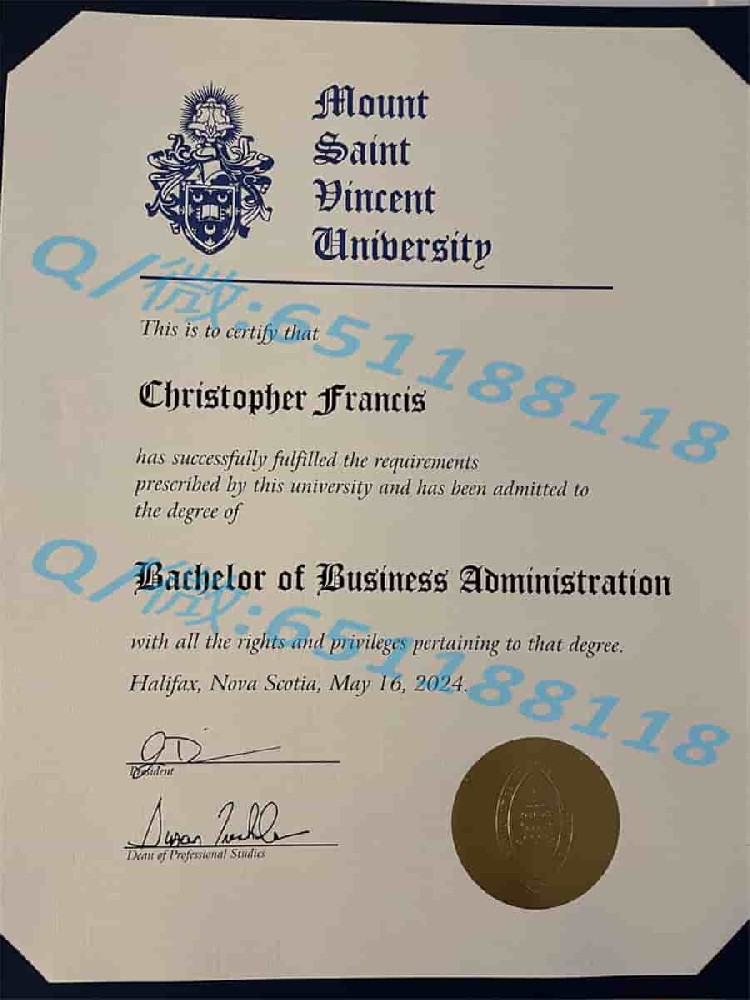 Mount
Saint
Vincent
University
Q/微:651188118
This is to certify that
Christopher Francis
has successfully fulfilled the requirements
prescribed by this university and has been admitted to
the degree of
Q/微:651188118
Bachelor of Business Administration
with all the rights and privileges pertaining to that degree.
Halifax, Nova Scotia, May 16, 2024.
President
Dean of Professional Studies